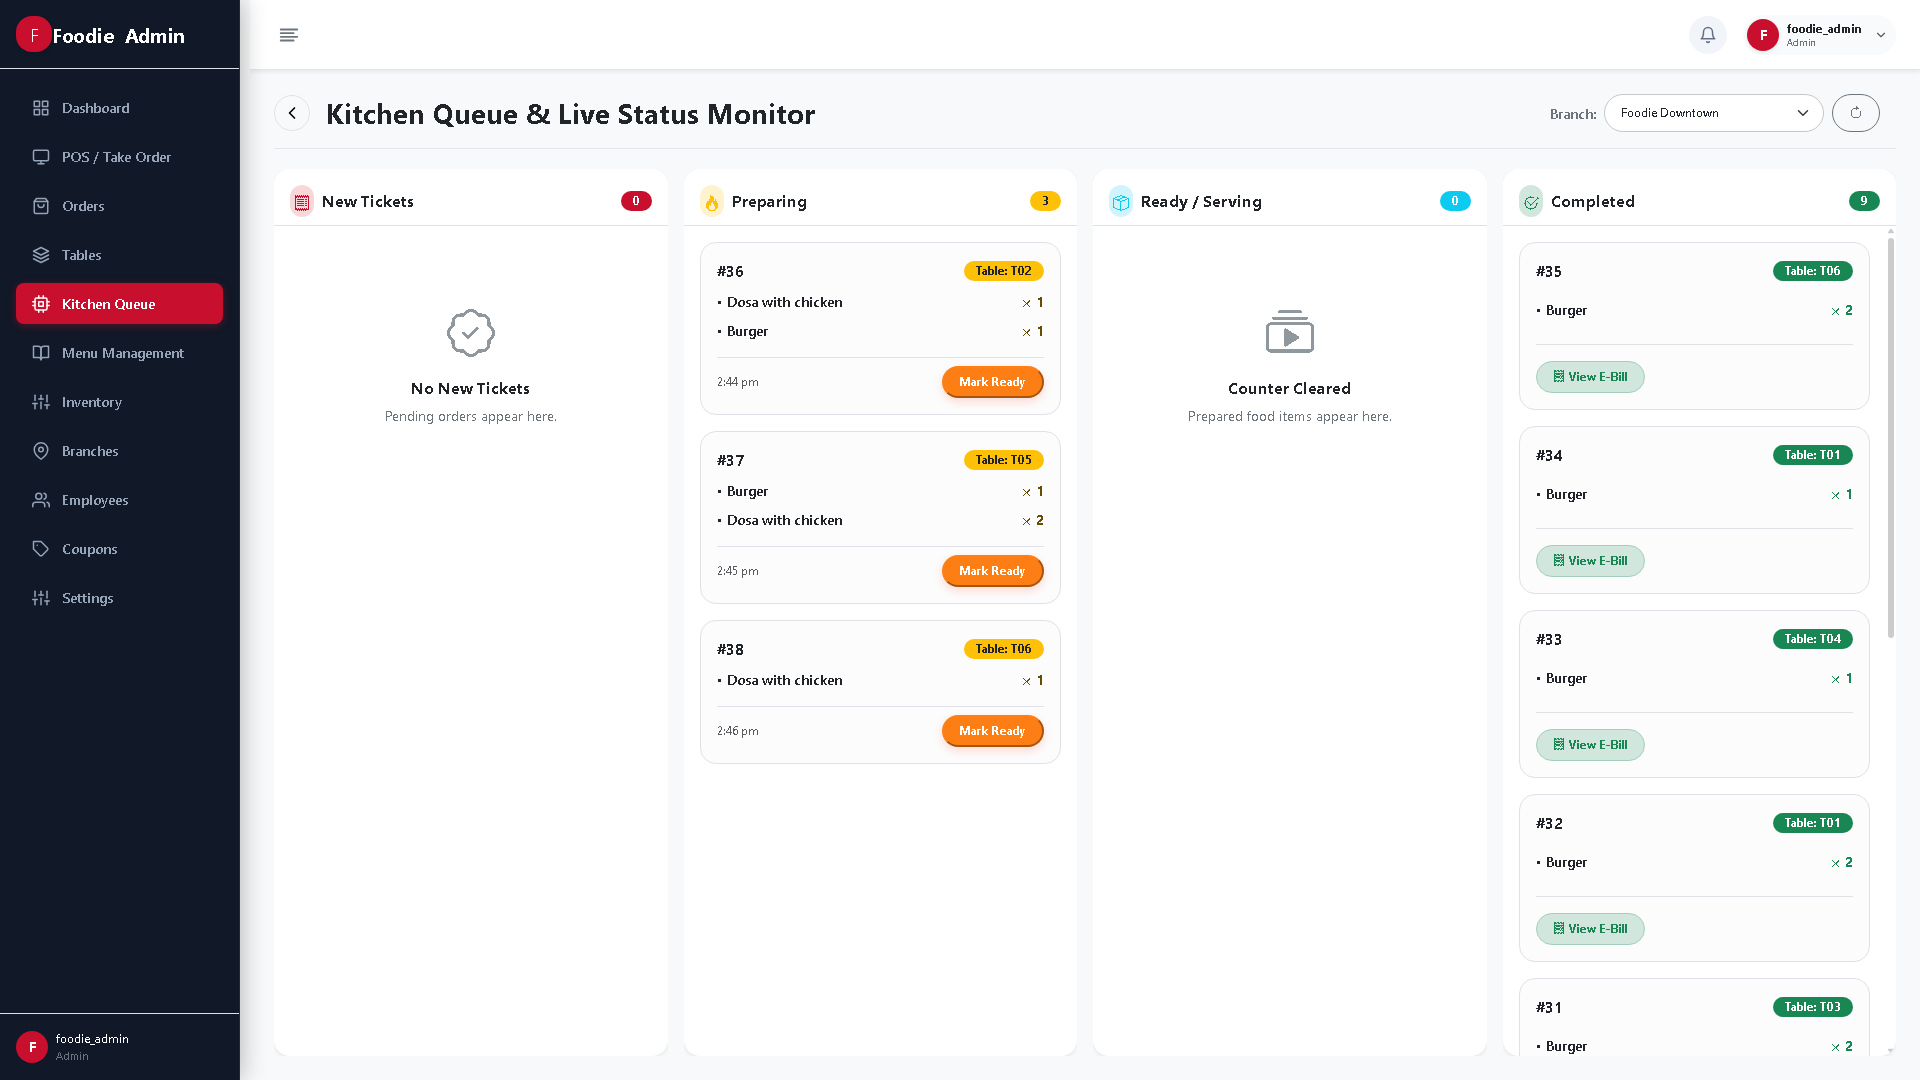 F Foodie Admin
Dashboard
POS / Take Order
Orders
Tables
Kitchen Queue
Menu Management
Inventory
Branches
Employees
Coupons
Settings
F foodie_admin
Admin
F foodie_admin
Admin
Kitchen Queue & Live Status Monitor
Branch: Foodie Downtown
New Tickets 0
No New Tickets
Pending orders appear here.
Preparing 3
#36 Table: T02
• Dosa with chicken × 1
• Burger × 1
2:44 pm Mark Ready
#37 Table: T05
• Burger × 1
• Dosa with chicken × 2
2:45 pm Mark Ready
#38 Table: T06
• Dosa with chicken × 1
2:46 pm Mark Ready
Ready / Serving 0
Counter Cleared
Prepared food items appear here.
Completed 9
#35 Table: T06
• Burger × 2
View E-Bill
#34 Table: T01
• Burger × 1
View E-Bill
#33 Table: T04
• Burger × 1
View E-Bill
#32 Table: T01
• Burger × 2
View E-Bill
#31 Table: T03
• Burger × 2